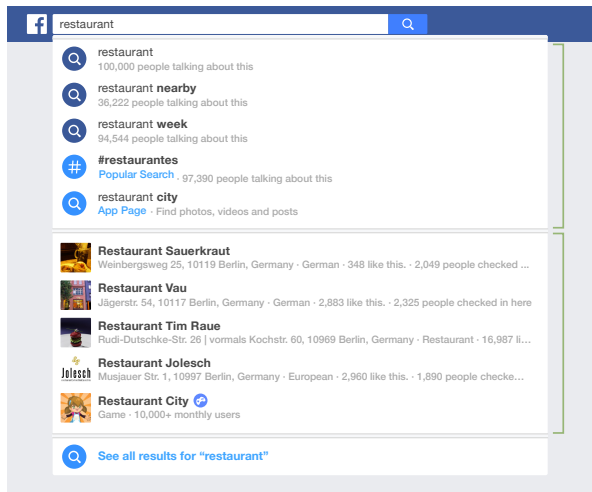 f
restaurant
restaurant
100,000 people talking about this
restaurant nearby
36,222 people talking about this
restaurant week
94,544 people talking about this
#
#restaurantes
Popular Search · 97,390 people talking about this
restaurant city
App Page · Find photos, videos and posts
Restaurant Sauerkraut
Weinbergsweg 25, 10119 Berlin, Germany · German · 348 like this. · 2,049 people checked ...
Restaurant Vau
Jägerstr. 54, 10117 Berlin, Germany · German · 2,883 like this. · 2,325 people checked in here
Restaurant Tim Raue
Rudi-Dutschke-Str. 26 | vormals Kochstr. 60, 10969 Berlin, Germany · Restaurant · 16,987 li...
Jolesch
Restaurant Jolesch
Musjauer Str. 1, 10997 Berlin, Germany · European · 2,960 like this. · 1,890 people checke...
Restaurant City
Game · 10,000+ monthly users
See all results for “restaurant”